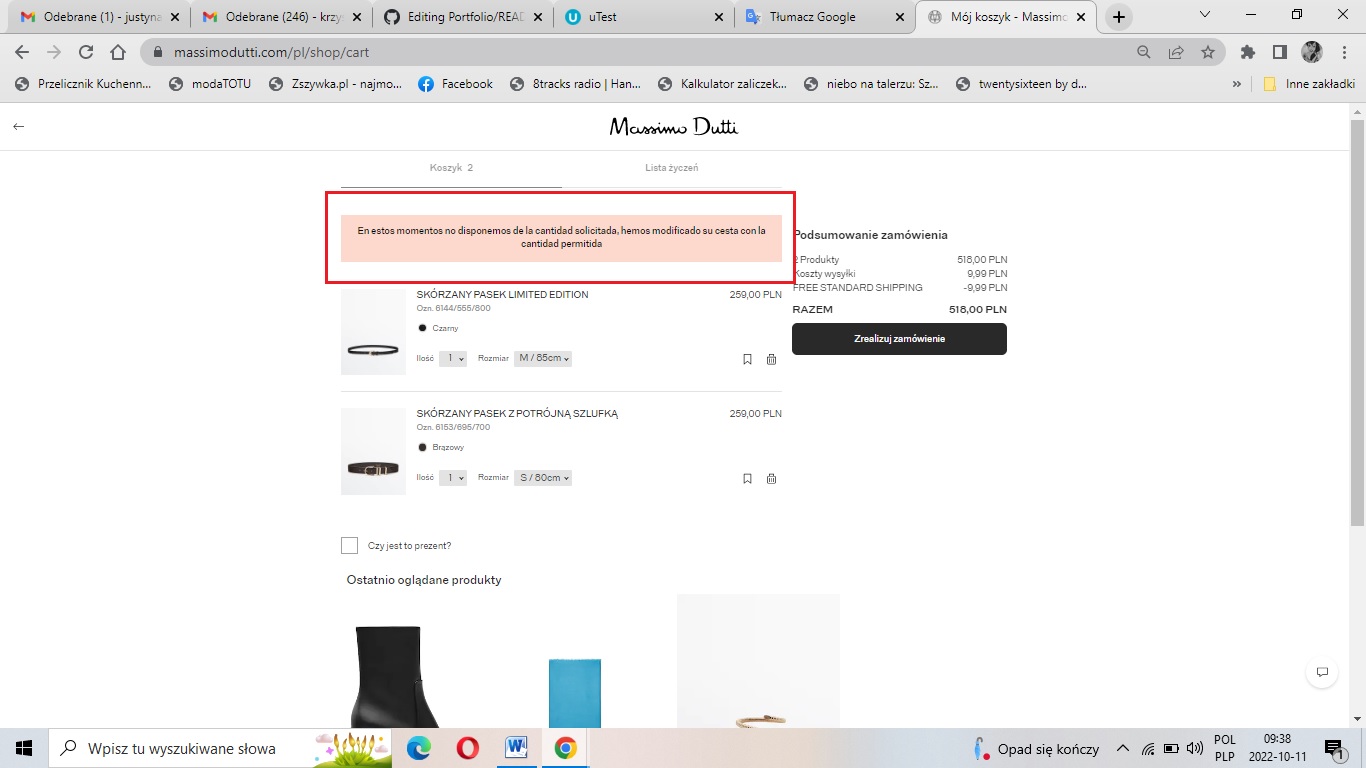 Odebrane (1) - justyna
Odebrane (246) - krzys
Editing Portfolio/READ
uTest
Tłumacz Google
Mój koszyk - Massimo
massimodutti.com/pl/shop/cart
Przelicznik Kuchenn...
modaTOTU
Zszywka.pl - najmo...
Facebook
8tracks radio | Han...
Kalkulator zaliczek...
niebo na talerzu: Sz...
twentysixteen by d...
»
Inne zakładki
Massimo Dutti
Koszyk 2
Lista życzeń
En estos momentos no disponemos de la cantidad solicitada, hemos modificado su cesta con la
cantidad permitida
SKÓRZANY PASEK LIMITED EDITION 259,00 PLN
Ozn. 6144/555/800
Czarny
Ilość 1 Rozmiar M / 85cm
SKÓRZANY PASEK Z POTRÓJNĄ SZLUFKĄ 259,00 PLN
Ozn. 6153/695/700
Brązowy
Ilość 1 Rozmiar S / 80cm
Czy jest to prezent?
Ostatnio oglądane produkty
Podsumowanie zamówienia
Produkty 518,00 PLN
Koszty wysyłki 9,99 PLN
FREE STANDARD SHIPPING -9,99 PLN
RAZEM 518,00 PLN
Zrealizuj zamówienie
Wpisz tu wyszukiwane słowa
Opad się kończy
POL
PLP
09:38
2022-10-11
1